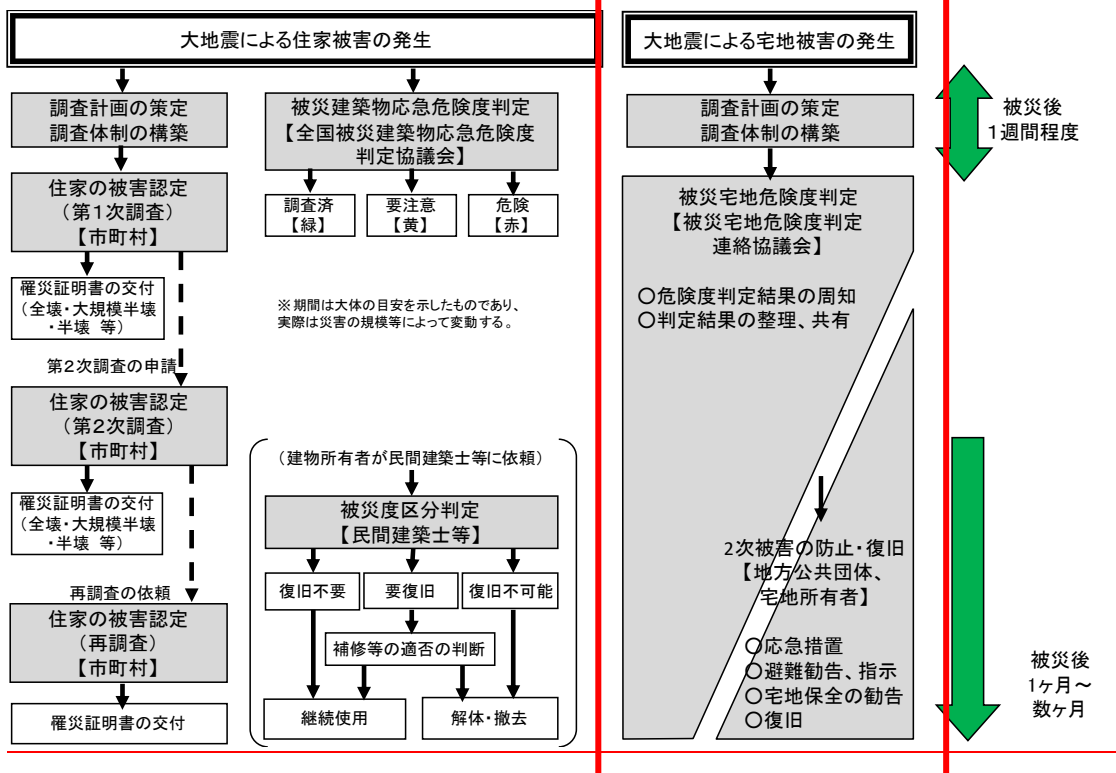 大地震による住家被害の発生
調査計画の策定
調査体制の構築
住家の被害認定
(第1次調査)
【市町村】
罹災証明書の交付
(全壊・大規模半壊
・半壊 等)
第2次調査の申請
住家の被害認定
(第2次調査)
【市町村】
罹災証明書の交付
(全壊・大規模半壊
・半壊 等)
再調査の依頼
住家の被害認定
(再調査)
【市町村】
罹災証明書の交付
被災建築物応急危険度判定
【全国被災建築物応急危険度
判定協議会】
調査済
【緑】
要注意
【黄】
危険
【赤】
※期間は大体の目安を示したものであり、
実際は災害の規模等によって変動する。
(建物所有者が民間建築士等に依頼)
被災度区分判定
【民間建築士等】
復旧不要
要復旧
復旧不可能
補修等の適否の判断
継続使用
解体・撤去
大地震による宅地被害の発生
調査計画の策定
調査体制の構築
被災宅地危険度判定
【被災宅地危険度判定
連絡協議会】
○危険度判定結果の周知
○判定結果の整理、共有
2次被害の防止・復旧
【地方公共団体、
宅地所有者】
○応急措置
○避難勧告、指示
○宅地保全の勧告
○復旧
被災後
1週間程度
被災後
1ヶ月～
数ヶ月